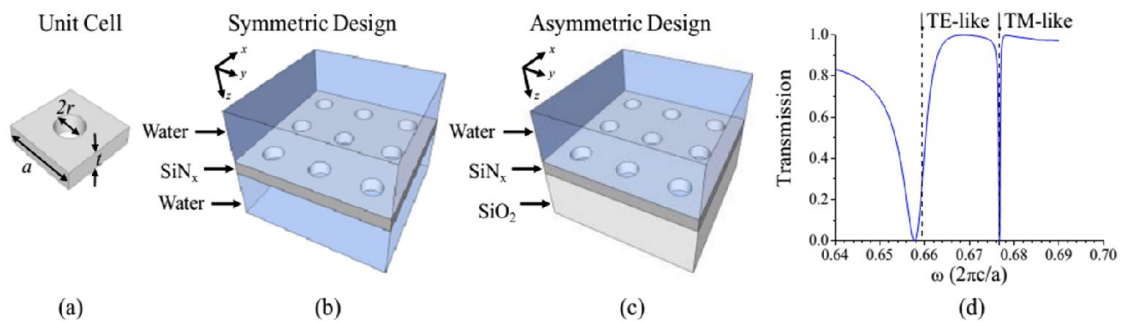 Unit Cell
2r
t
a
(a)
Symmetric Design
x
y
z
Water
SiNx
Water
(b)
Asymmetric Design
x
y
z
Water
SiNx
SiO2
(c)
TE-like
TM-like
Transmission
1.0
0.8
0.6
0.4
0.2
0.0
0.64 0.65 0.66 0.67 0.68 0.69 0.70
ω (2πc/a)
(d)